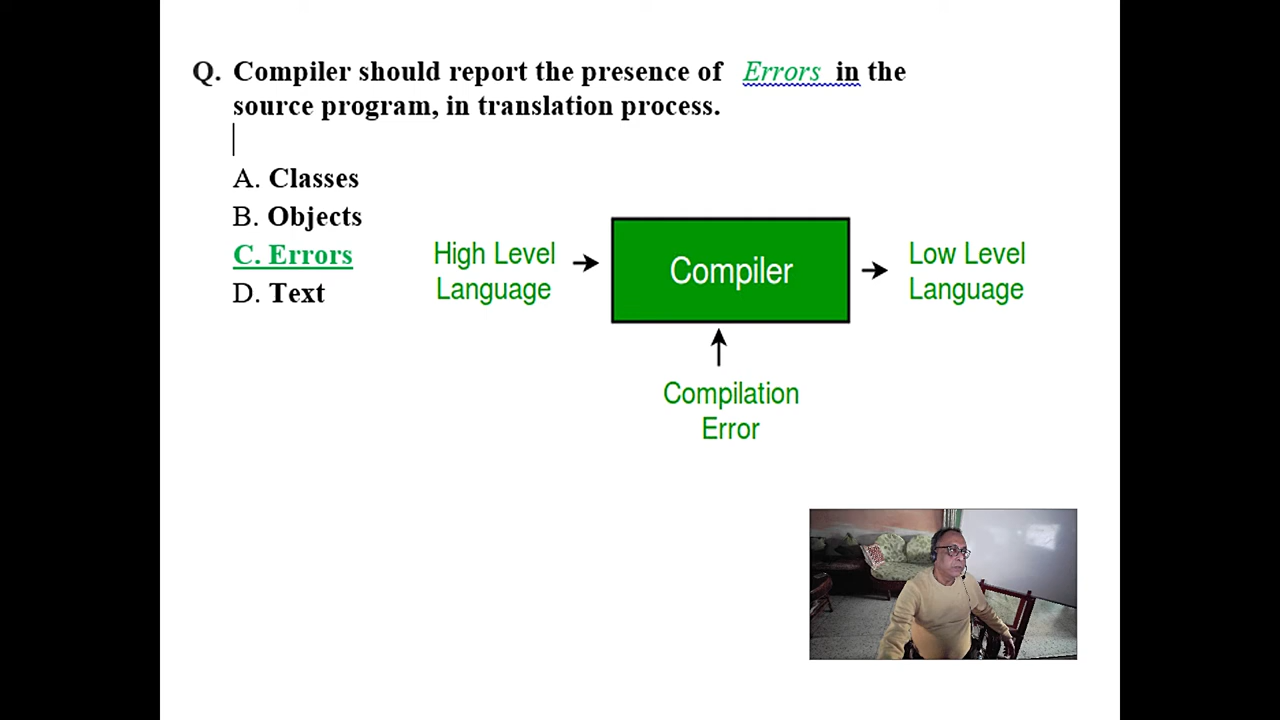 Q. Compiler should report the presence of Errors in the
source program, in translation process.
A. Classes
B. Objects
C. Errors
D. Text
High Level
Language
Compiler
Low Level
Language
Compilation
Error